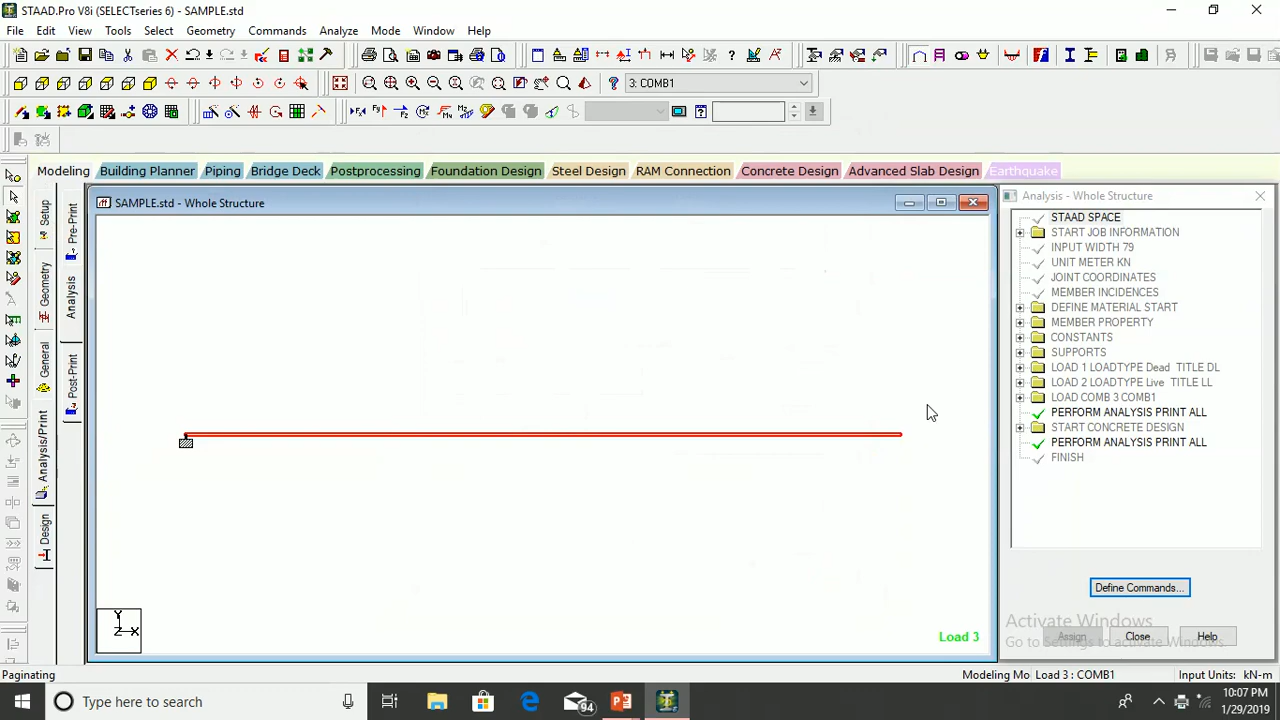 STAAD.Pro V8i (SELECTseries 6) - SAMPLE.std
File Edit View Tools Select Geometry Commands Analyze Mode Window Help
3: COMB1
Modeling Building Planner Piping Bridge Deck Postprocessing Foundation Design Steel Design RAM Connection Concrete Design Advanced Slab Design Earthquake
Setup
Geometry
General
Analysis/Print
Design
Pre-Print
Analysis
Post-Print
SAMPLE.std - Whole Structure
Y
Z X
Load 3
Analysis - Whole Structure
STAAD SPACE
START JOB INFORMATION
INPUT WIDTH 79
UNIT METER KN
JOINT COORDINATES
MEMBER INCIDENCES
DEFINE MATERIAL START
MEMBER PROPERTY
CONSTANTS
SUPPORTS
LOAD 1 LOADTYPE Dead TITLE DL
LOAD 2 LOADTYPE Live TITLE LL
LOAD COMB 3 COMB1
PERFORM ANALYSIS PRINT ALL
START CONCRETE DESIGN
PERFORM ANALYSIS PRINT ALL
FINISH
Define Commands...
Activate Windows
Go to Settings to activate Windows.
Assign Close Help
Paginating Modeling Mo Load 3 : COMB1 Input Units: kN-m
Type here to search
94
10:07 PM
1/29/2019